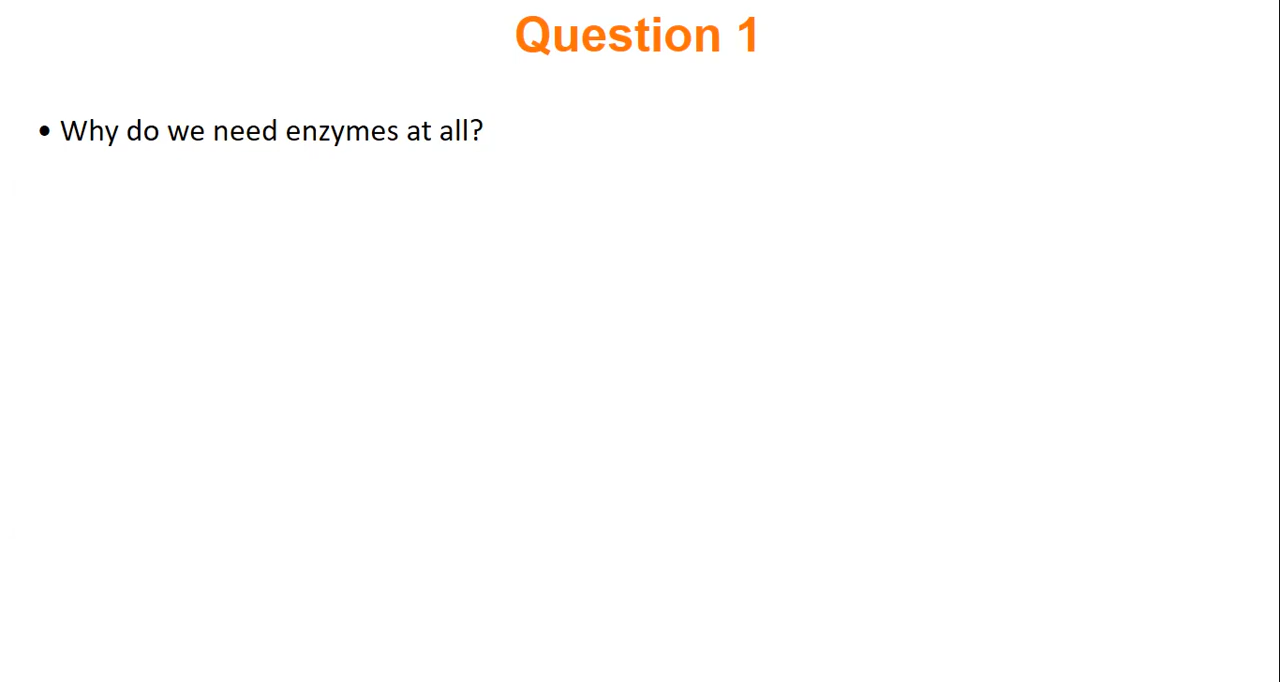 Question 1
• Why do we need enzymes at all?